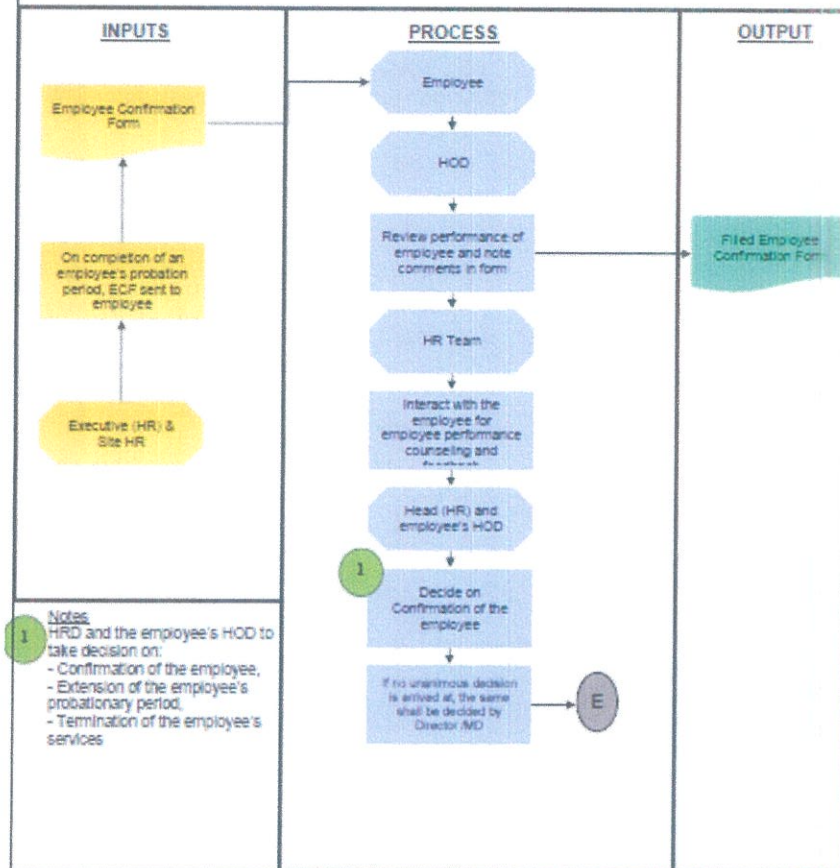 INPUTS
Employee Confirmation
Form
On completion of an
employee's probation
period, ECF sent to
employee
Executive (HR) &
Site HR
Notes
1
HRD and the employee's HOD to
take decision on:
- Confirmation of the employee,
- Extension of the employee's
probationary period,
- Termination of the employee's
services
PROCESS
Employee
HOD
Review performance of
employee and note
comments in form
HR Team
Interact with the
employee for
employee performance
counseling and
feedback
Head (HR) and
employee's HOD
1
Decide on
Confirmation of the
employee
If no unanimous decision
is arrived at, the same
shall be decided by
Director /MD
E
OUTPUT
Filled Employee
Confirmation Form